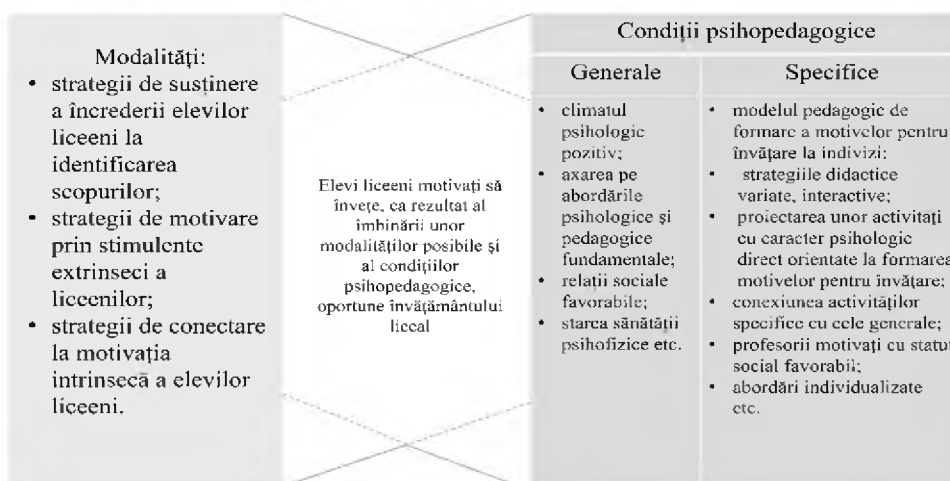 Modalități:
• strategii de susținere
a încrederii elevilor
liceeni la
identificarea
scopurilor;
• strategii de motivare
prin stimulente
extrinseci a
liceenilor;
• strategii de conectare
la motivația
intrinsecă a elevilor
liceeni.
Elevi liceeni motivați să
învețe, ca rezultat al
îmbinării unor
modalităților posibile și
al condițiilor
psihopedagogice,
oportune învățământului
liceal
Condiții psihopedagogice
Generale
• climatul
psihologic
pozitiv;
• axarea pe
abordările
psihologice și
pedagogice
fundamentale;
• relații sociale
favorabile;
• starea sănătății
psihofizice etc.
Specifice
• modelul pedagogic de
formare a motivelor pentru
învățare la indivizi;
• strategiile didactice
variate, interactive;
• proiectarea unor activitați
cu caracter psihologic
direct orientate la formarea
motivelor pentru învățare;
• conexiunea activităților
specifice cu cele generale;
• profesorii motivați cu statut
social favorabil;
• abordări individualizate
etc.